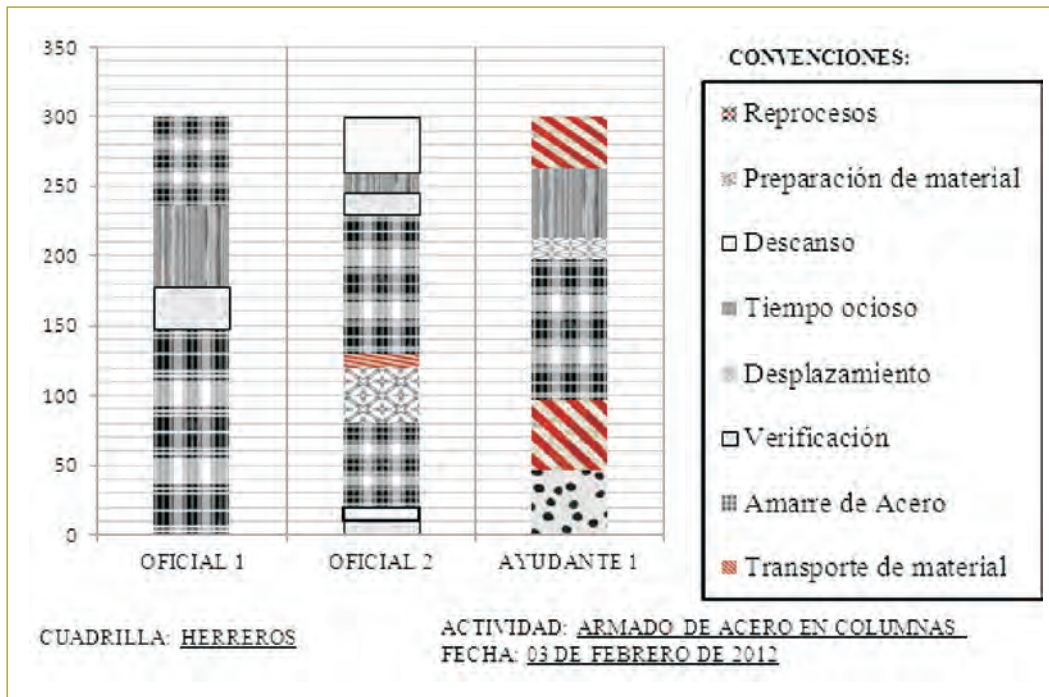 350
300
250
200
150
100
50
0
OFICIAL 1
OFICIAL 2
AYUDANTE 1
CONVENCIONES:
Reprocesos
Preparación de material
Descanso
Tiempo ocioso
Desplazamiento
Verificación
Amarre de Acero
Transporte de material
CUADRILLA: HERREROS
ACTIVIDAD: ARMADO DE ACERO EN COLUMNAS
FECHA: 03 DE FEBRERO DE 2012